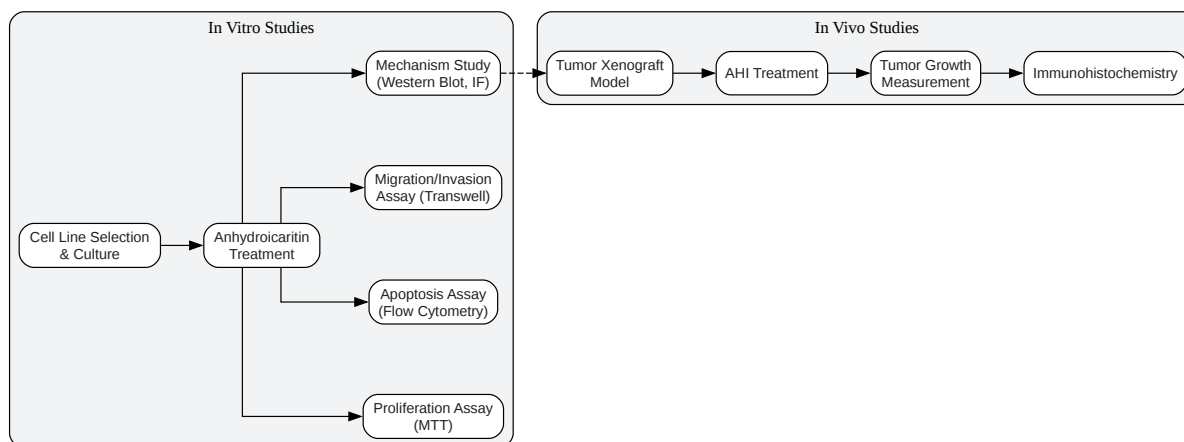 In Vitro Studies
Cell Line Selection
& Culture
Anhydroicaritin
Treatment
Mechanism Study
(Western Blot, IF)
Migration/Invasion
Assay (Transwell)
Apoptosis Assay
(Flow Cytometry)
Proliferation Assay
(MTT)
In Vivo Studies
Tumor Xenograft
Model
AHI Treatment
Tumor Growth
Measurement
Immunohistochemistry